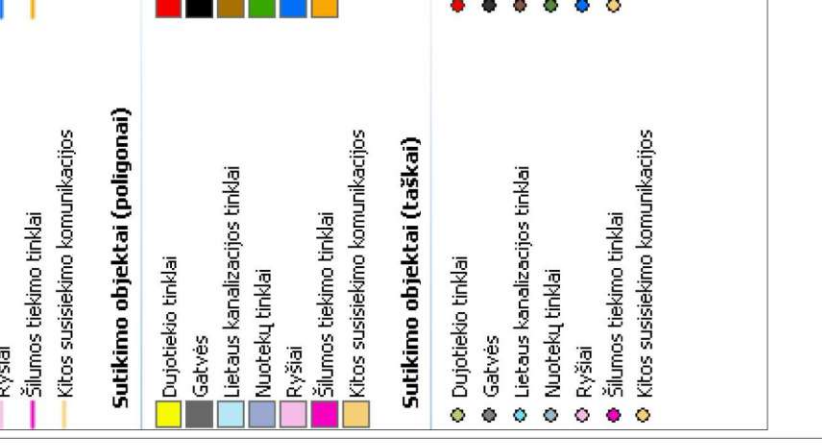 Ryšiai
Šilumos tiekimo tinklai
Kitos susisiekimo komunikacijos
Sutikimo objektai (poligonai)
Dujotiekio tinklai
Gatvės
Lietaus kanalizacijos tinklai
Nuotekų tinklai
Ryšiai
Šilumos tiekimo tinklai
Kitos susisiekimo komunikacijos
Sutikimo objektai (taškai)
Dujotiekio tinklai
Gatvės
Lietaus kanalizacijos tinklai
Nuotekų tinklai
Ryšiai
Šilumos tiekimo tinklai
Kitos susisiekimo komunikacijos